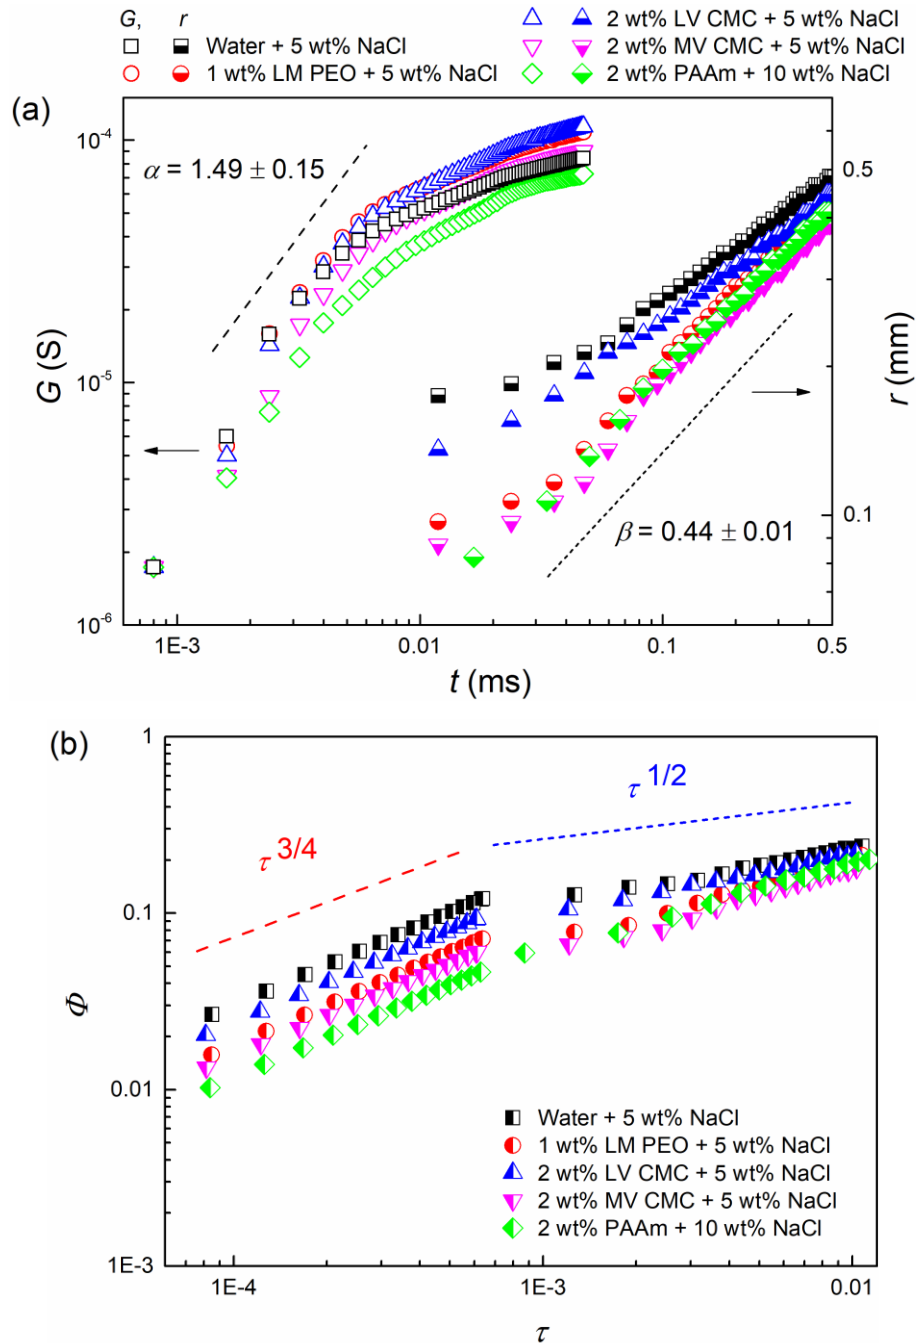 G, r
Water + 5 wt% NaCl
1 wt% LM PEO + 5 wt% NaCl
2 wt% LV CMC + 5 wt% NaCl
2 wt% MV CMC + 5 wt% NaCl
2 wt% PAAm + 10 wt% NaCl
(a)
10⁻⁴
10⁻⁵
10⁻⁶
G (S)
α = 1.49 ± 0.15
β = 0.44 ± 0.01
0.5
0.1
r (mm)
1E-3 0.01 0.1 0.5
t (ms)
(b)
1
0.1
0.01
1E-3
Φ
τ 3/4
τ 1/2
Water + 5 wt% NaCl
1 wt% LM PEO + 5 wt% NaCl
2 wt% LV CMC + 5 wt% NaCl
2 wt% MV CMC + 5 wt% NaCl
2 wt% PAAm + 10 wt% NaCl
1E-4 1E-3 0.01
τ